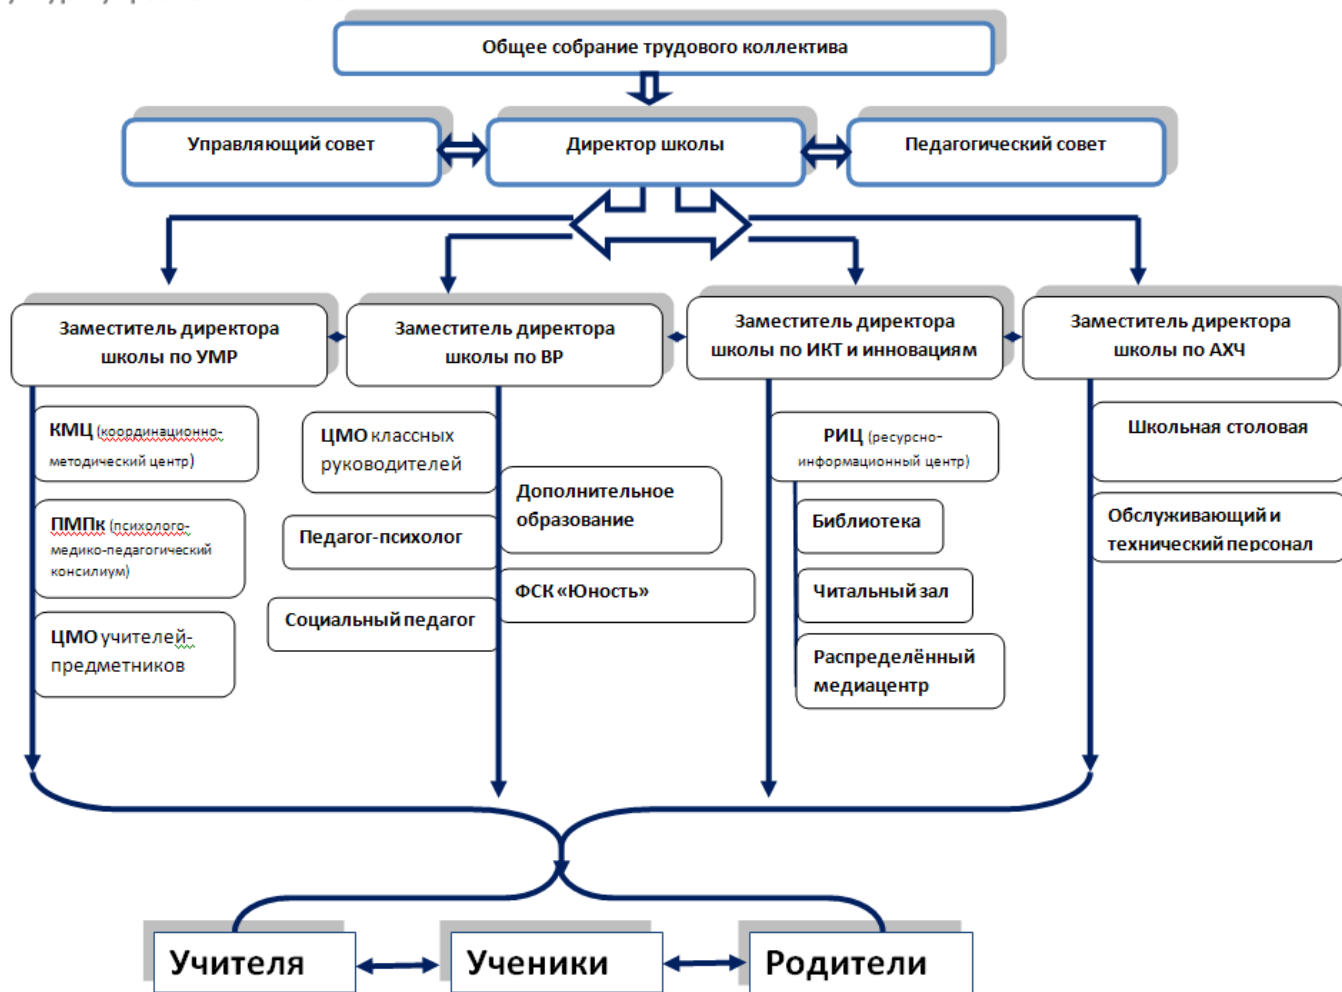 Общее собрание трудового коллектива
Управляющий совет
Директор школы
Педагогический совет
Заместитель директора
школы по УМР
Заместитель директора
школы по ВР
Заместитель директора
школы по ИКТ и инновациям
Заместитель директора
школы по АХЧ
КМЦ (координационно-
методический центр)
ПМПк (психолого-
медико-педагогический
консилиум)
ЦМО учителей-
предметников
ЦМО классных
руководителей
Педагог-психолог
Социальный педагог
Дополнительное
образование
ФСК «Юность»
РИЦ (ресурсно-
информационный центр)
Библиотека
Читальный зал
Распределённый
медиацентр
Школьная столовая
Обслуживающий и
технический персонал
Учителя
Ученики
Родители